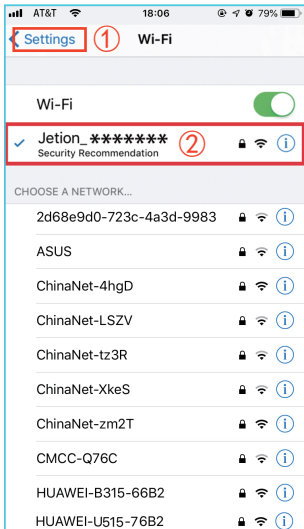 AT&T 18:06 79%
Settings ① Wi-Fi
Wi-Fi
Jetion_******* ②
Security Recommendation
CHOOSE A NETWORK...
2d68e9d0-723c-4a3d-9983
ASUS
ChinaNet-4hgD
ChinaNet-LSZV
ChinaNet-tz3R
ChinaNet-XkeS
ChinaNet-zm2T
CMCC-Q76C
HUAWEI-B315-66B2
HUAWEI-U515-76B2